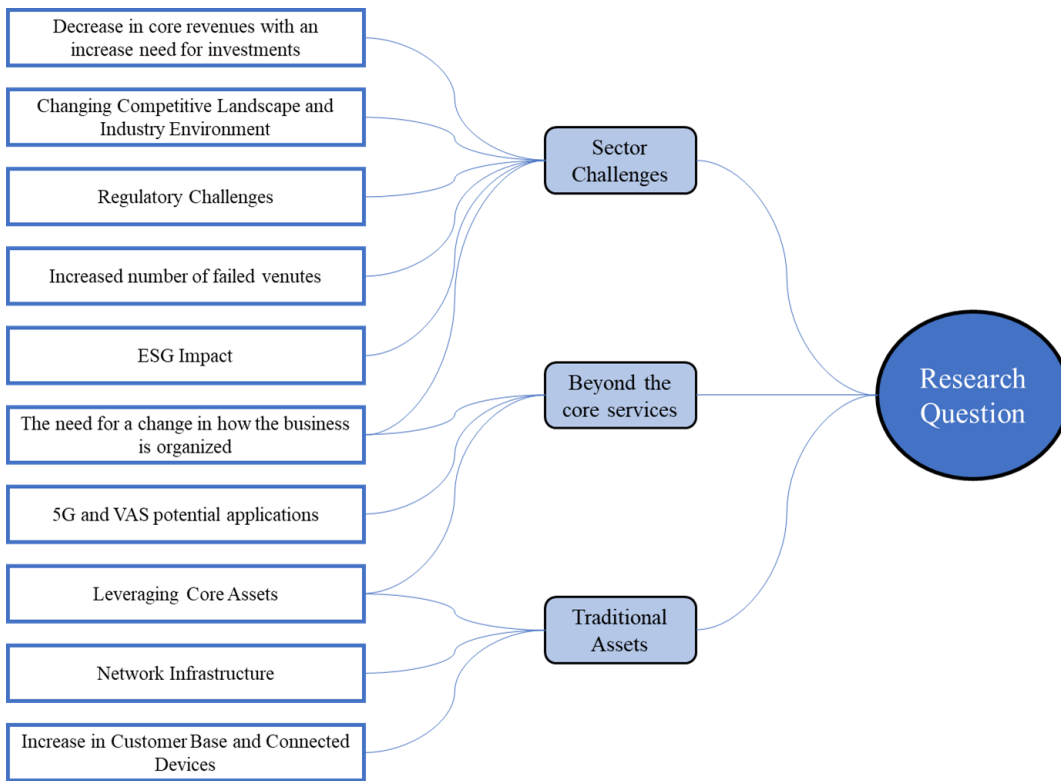 Decrease in core revenues with an
increase need for investments
Changing Competitive Landscape and
Industry Environment
Regulatory Challenges
Increased number of failed venutes
ESG Impact
The need for a change in how the business
is organized
5G and VAS potential applications
Leveraging Core Assets
Network Infrastructure
Increase in Customer Base and Connected
Devices
Sector
Challenges
Beyond the
core services
Traditional
Assets
Research
Question